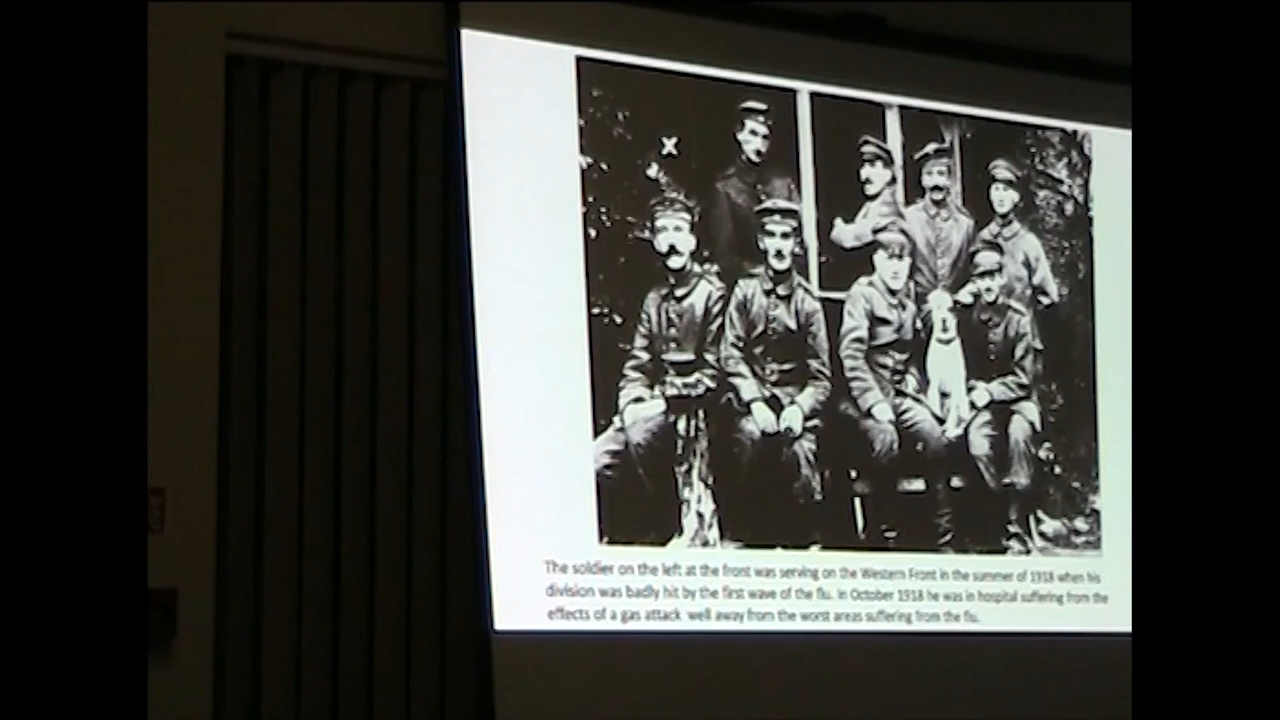 X
The soldier on the left at the front was serving on the Western Front in the summer of 1918 when his
division was badly hit by the first wave of the flu. In October 1918 he was in hospital suffering from the
effects of a gas attack well away from the worst areas suffering from the flu.